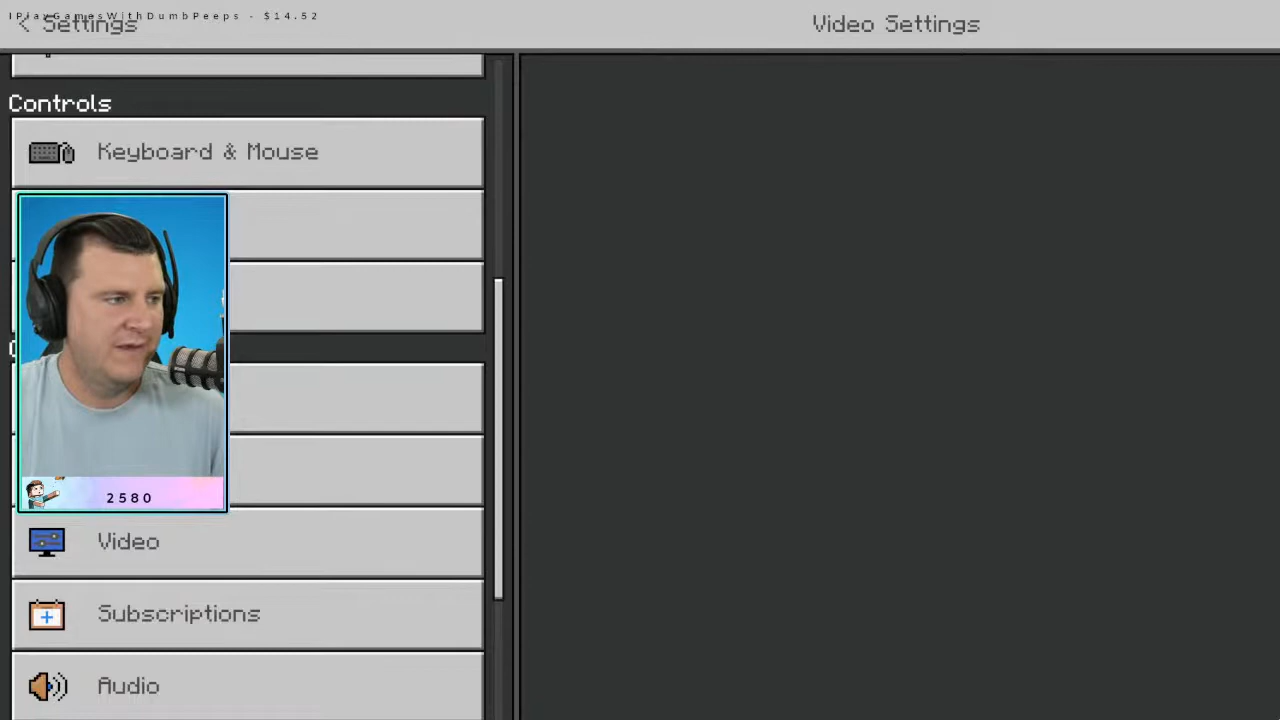 IPlayGamesWithDumbPeeps - $14.52
Settings
Video Settings
Controls
Keyboard & Mouse
2580
Video
Subscriptions
Audio